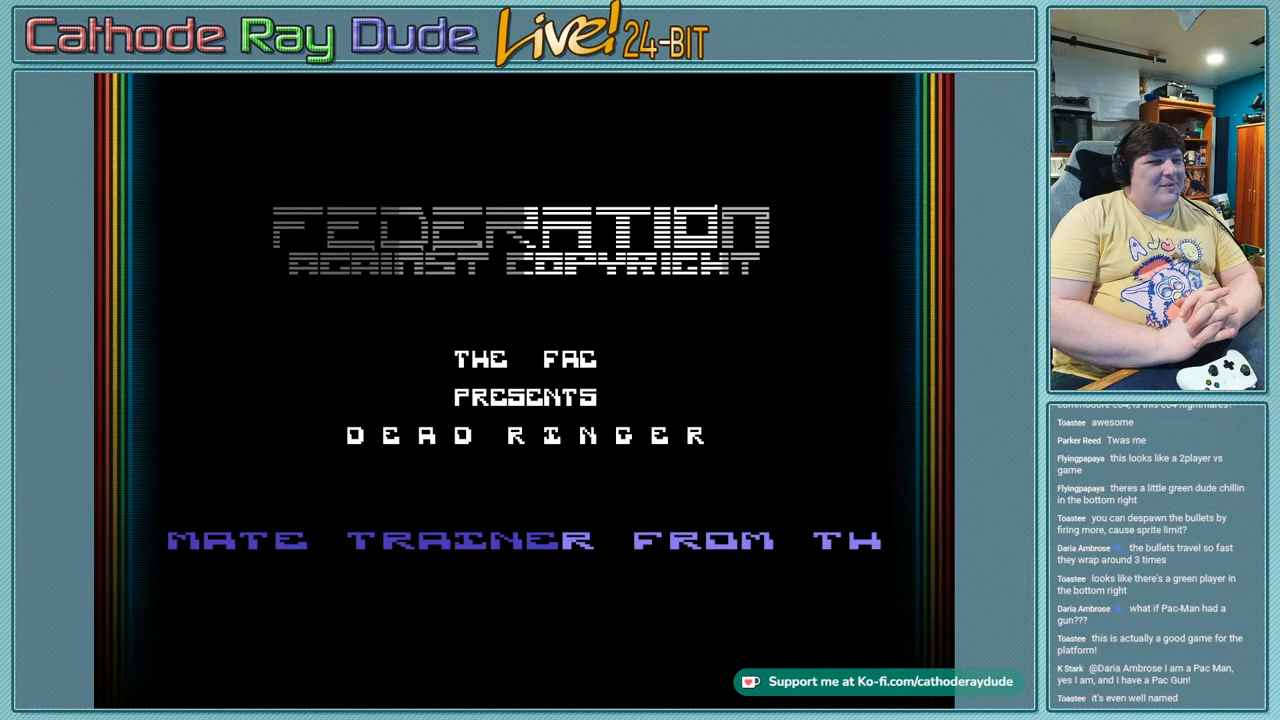 Cathode Ray Dude Live! 24-BIT
FEDERATION
AGAINST COPYRIGHT
THE FAC
PRESENTS
DEAD RINGER
MATE TRAINER FROM TH
Support me at Ko-fi.com/cathoderaydude
Toastee awesome
Parker Reed Twas me
Flyingpapaya this looks like a 2player vs
game
Flyingpapaya theres a little green dude chillin
in the bottom right
Toastee you can despawn the bullets by
firing more, cause sprite limit?
Daria Ambrose the bullets travel so fast
they wrap around 3 times
Toastee looks like there's a green player in
the bottom right
Daria Ambrose what if Pac-Man had a
gun???
Toastee this is actually a good game for the
platform!
K Stark @Daria Ambrose I am a Pac Man,
yes I am, and I have a Pac Gun!
Toastee it's even well named